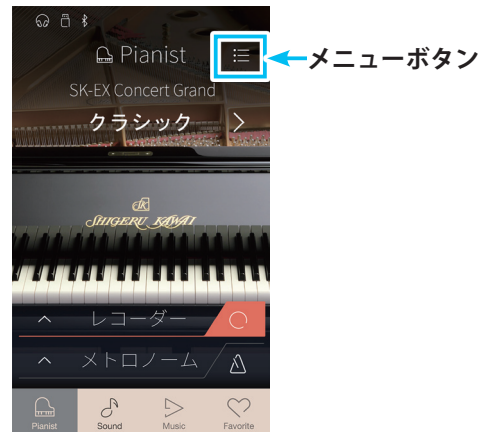 Pianist
メニューボタン
SK-EX Concert Grand
クラシック
SK
SHIGERU KAWAI
レコーダー
メトロノーム
Pianist Sound Music Favorite